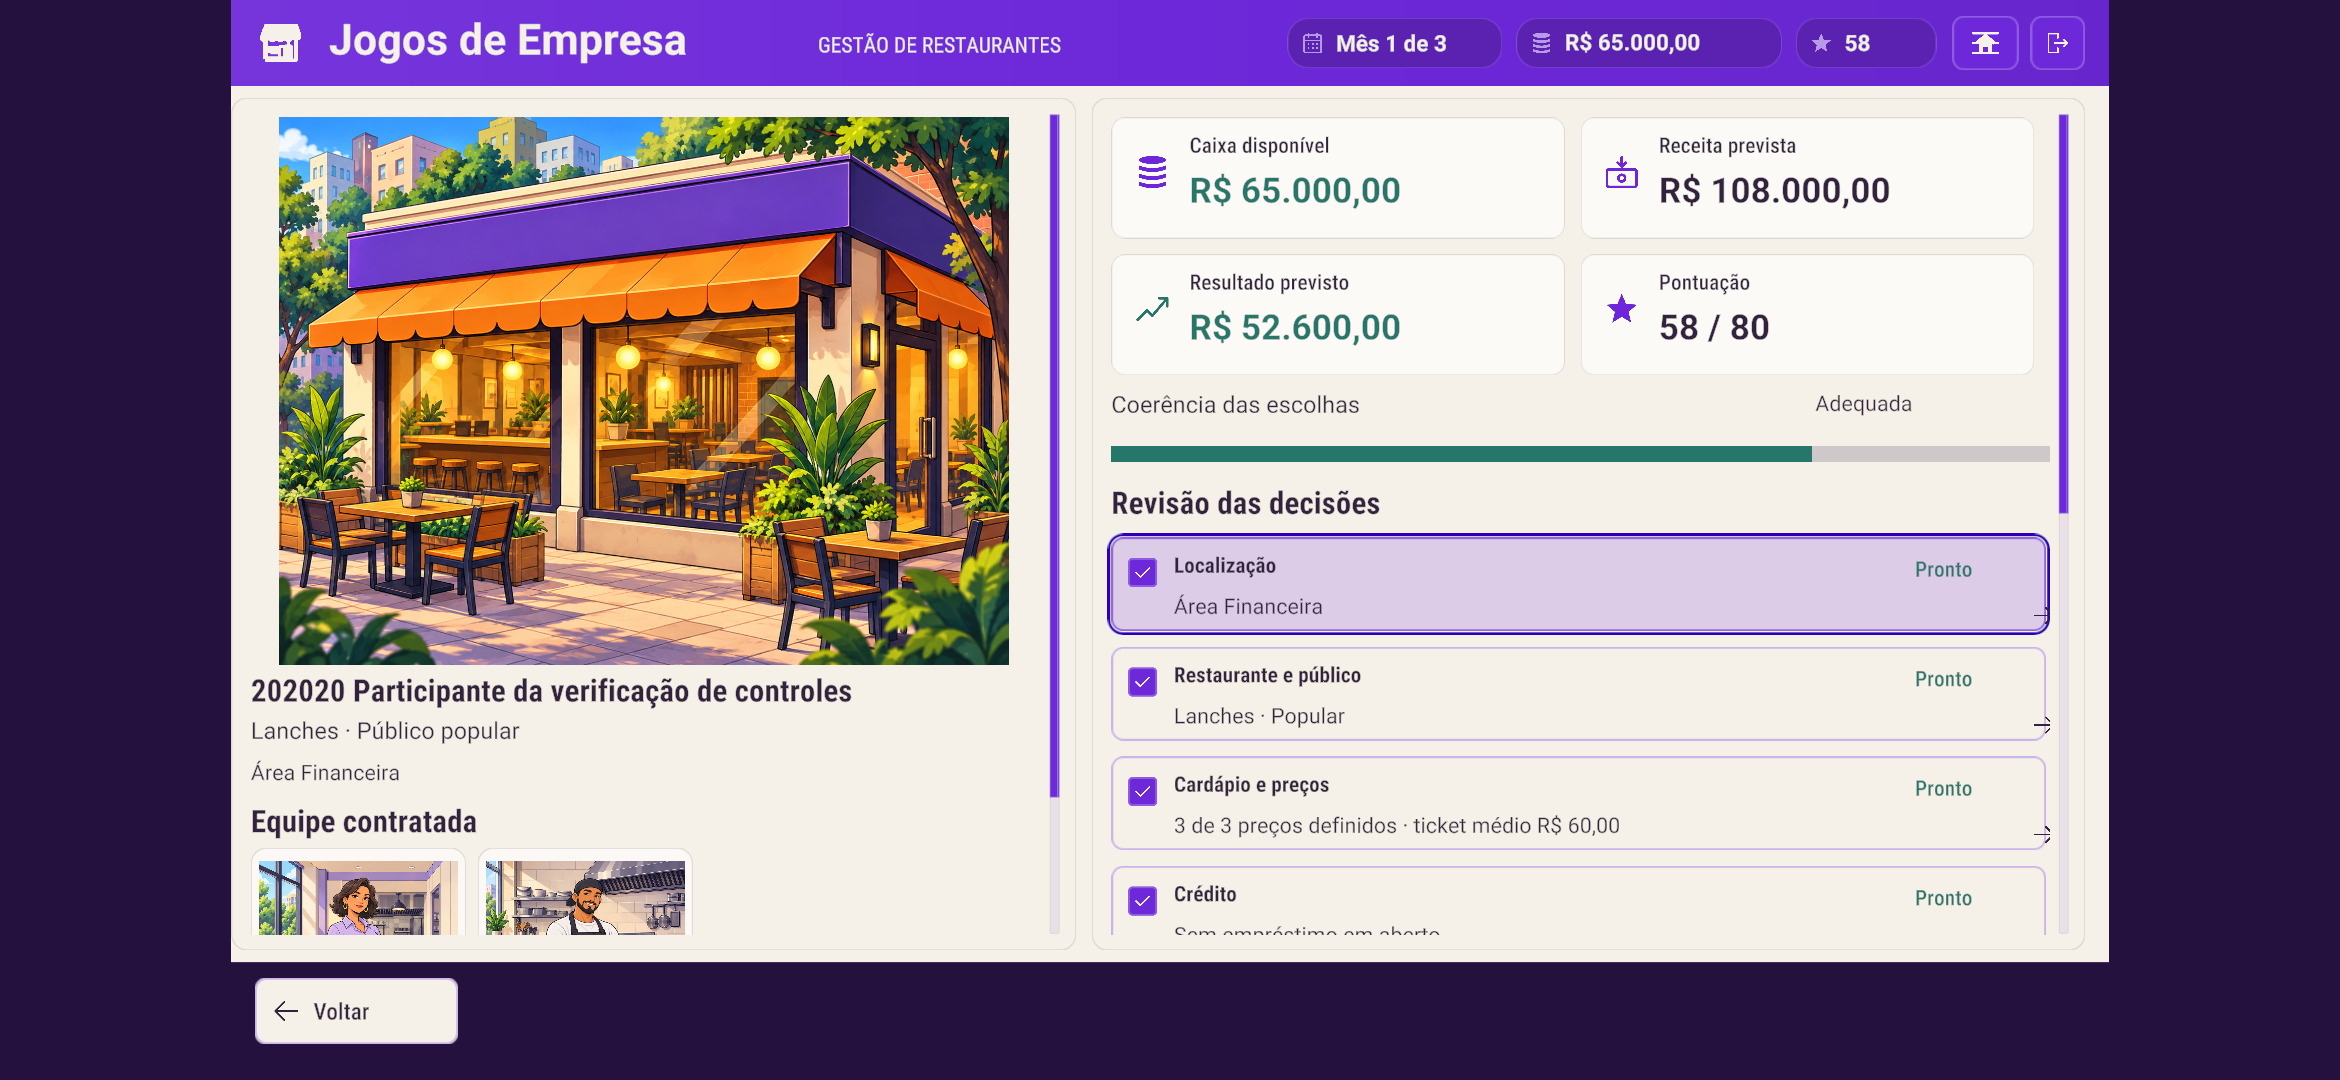 Jogos de Empresa
GESTÃO DE RESTAURANTES
Mês 1 de 3
R$ 65.000,00
58
202020 Participante da verificação de controles
Lanches · Público popular
Área Financeira
Equipe contratada
Caixa disponível
R$ 65.000,00
Receita prevista
R$ 108.000,00
Resultado previsto
R$ 52.600,00
Pontuação
58 / 80
Coerência das escolhas
Adequada
Revisão das decisões
Localização
Pronto
Área Financeira
Restaurante e público
Pronto
Lanches · Popular
Cardápio e preços
Pronto
3 de 3 preços definidos · ticket médio R$ 60,00
Crédito
Pronto
Sem empréstimo em aberto
Voltar